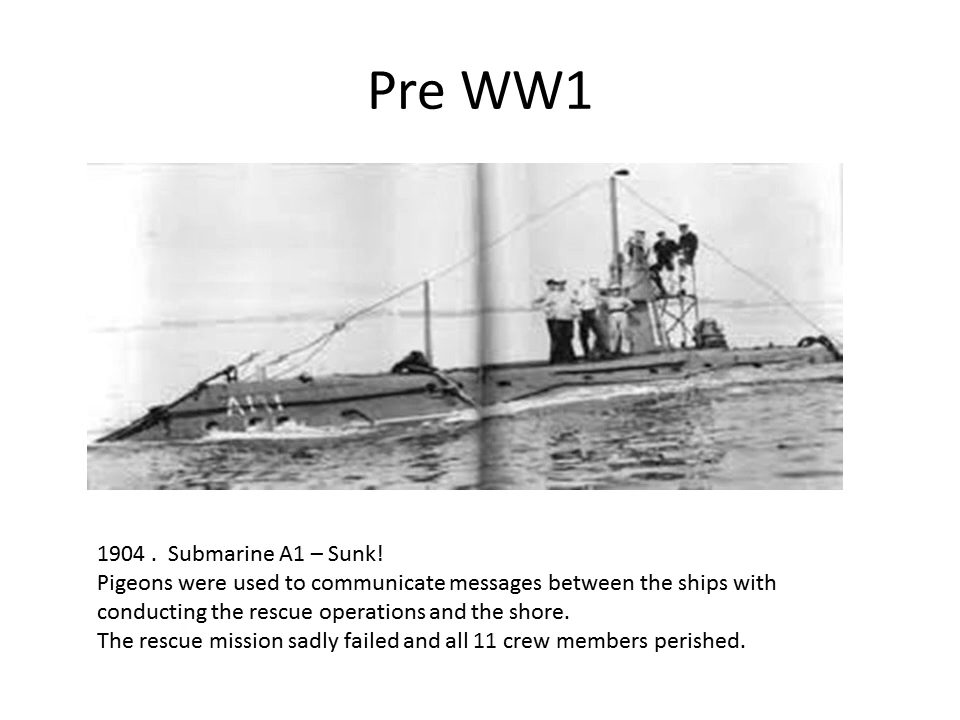 Pre WW1
1904 .  Submarine A1 – Sunk!
Pigeons were used to communicate messages between the ships with
conducting the rescue operations and the shore.
The rescue mission sadly failed and all 11 crew members perished.